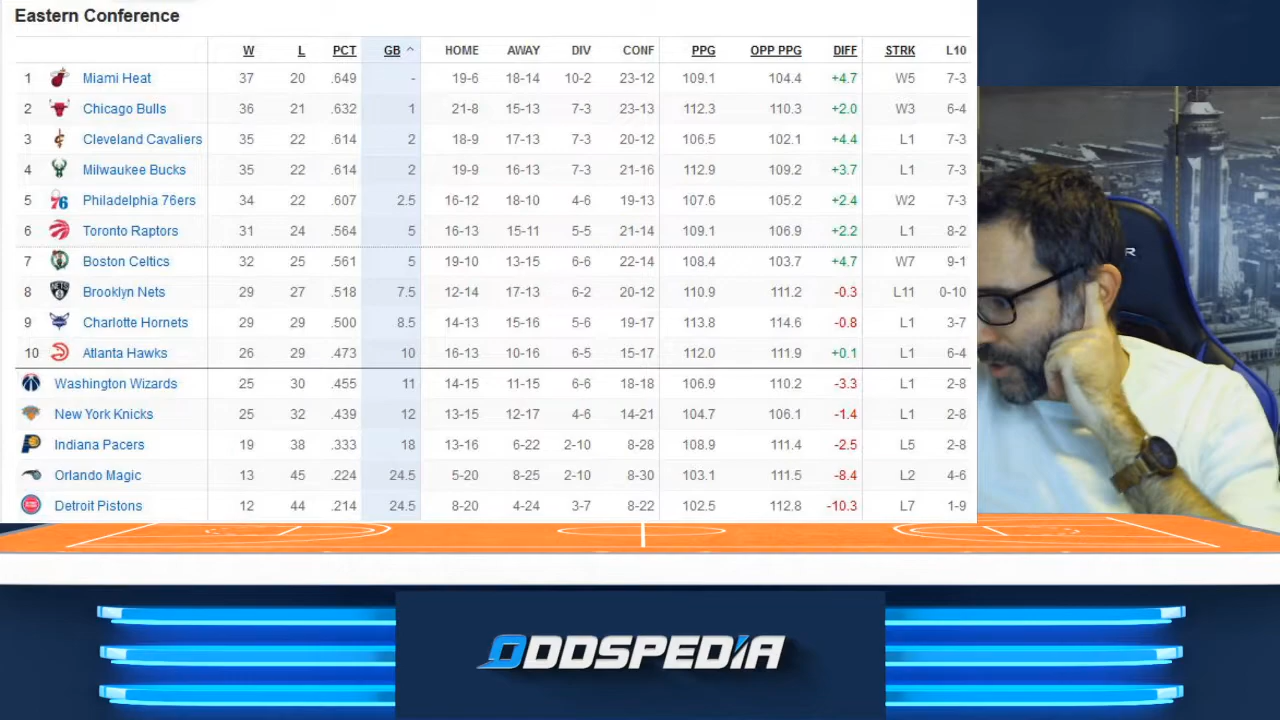 Eastern Conference
W L PCT GB HOME AWAY DIV CONF PPG OPP PPG DIFF STRK L10
1 Miami Heat 37 20 .649 - 19-6 18-14 10-2 23-12 109.1 104.4 +4.7 W5 7-3
2 Chicago Bulls 36 21 .632 1 21-8 15-13 7-3 23-13 112.3 110.3 +2.0 W3 6-4
3 Cleveland Cavaliers 35 22 .614 2 18-9 17-13 7-3 20-12 106.5 102.1 +4.4 L1 7-3
4 Milwaukee Bucks 35 22 .614 2 19-9 16-13 7-3 21-16 112.9 109.2 +3.7 L1 7-3
5 76 Philadelphia 76ers 34 22 .607 2.5 16-12 18-10 4-6 19-13 107.6 105.2 +2.4 W2 7-3
6 Toronto Raptors 31 24 .564 5 16-13 15-11 5-5 21-14 109.1 106.9 +2.2 L1 8-2
7 Boston Celtics 32 25 .561 5 19-10 13-15 6-6 22-14 108.4 103.7 +4.7 W7 9-1
8 NETS Brooklyn Nets 29 27 .518 7.5 12-14 17-13 6-2 20-12 110.9 111.2 -0.3 L11 0-10
9 Charlotte Hornets 29 29 .500 8.5 14-13 15-16 5-6 19-17 113.8 114.6 -0.8 L1 3-7
10 Atlanta Hawks 26 29 .473 10 16-13 10-16 6-5 15-17 112.0 111.9 +0.1 L1 6-4
Washington Wizards 25 30 .455 11 14-15 11-15 6-6 18-18 106.9 110.2 -3.3 L1 2-8
New York Knicks 25 32 .439 12 13-15 12-17 4-6 14-21 104.7 106.1 -1.4 L1 2-8
Indiana Pacers 19 38 .333 18 13-16 6-22 2-10 8-28 108.9 111.4 -2.5 L5 2-8
Orlando Magic 13 45 .224 24.5 5-20 8-25 2-10 8-30 103.1 111.5 -8.4 L2 4-6
Detroit Pistons 12 44 .214 24.5 8-20 4-24 3-7 8-22 102.5 112.8 -10.3 L7 1-9
R
ODDSPEDIA